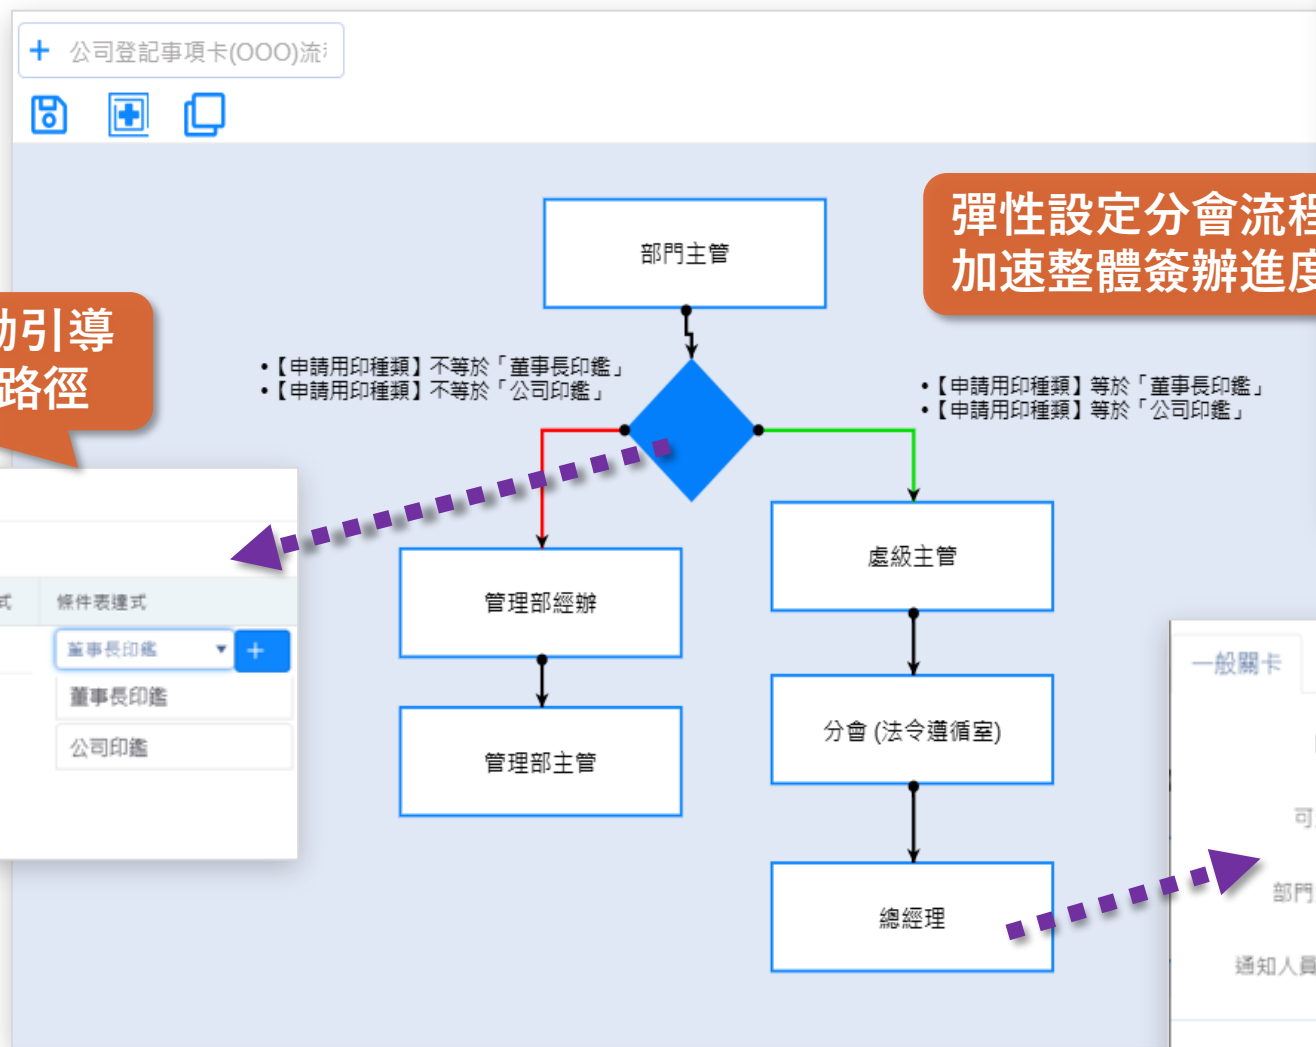 公司登記事項卡(OOO)流
部門主管
彈性設定分會流程
加速整體簽辦進度
動引導
路徑
•【申請用印種類】不等於「董事長印鑑」
•【申請用印種類】不等於「公司印鑑」
•【申請用印種類】等於「董事長印鑑」
•【申請用印種類】等於「公司印鑑」
處級主管
管理部經辦
式 條件表達式
董事長印鑑
董事長印鑑
公司印鑑
一般關卡
分會 (法令遵循室)
管理部主管
可
部門
總經理
通知人員